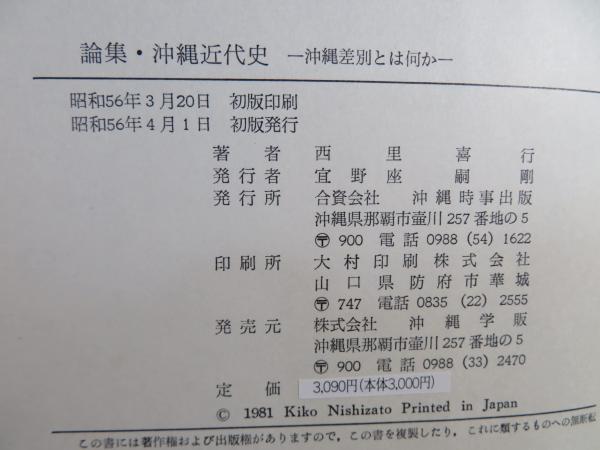 論集・沖縄近代史 ―沖縄差別とは何か―
昭和56年3月20日 初版印刷
昭和56年4月1日 初版発行
著者 西里喜行
発行者 宜野座嗣剛
発行所 合資会社 沖縄時事出版
沖縄県那覇市壷川257番地の5
〒900 電話 0988 (54) 1622
印刷所 大村印刷株式会社
山口県防府市華城
〒747 電話 0835 (22) 2555
発売元 株式会社 沖縄学販
沖縄県那覇市壷川257番地の5
〒900 電話 0988 (33) 2470
定価 3,090円(本体3,000円)
© 1981 Kiko Nishizato Printed in Japan
この書には著作権および出版権がありますので，この書を複製したり，これに類するものへの無断転